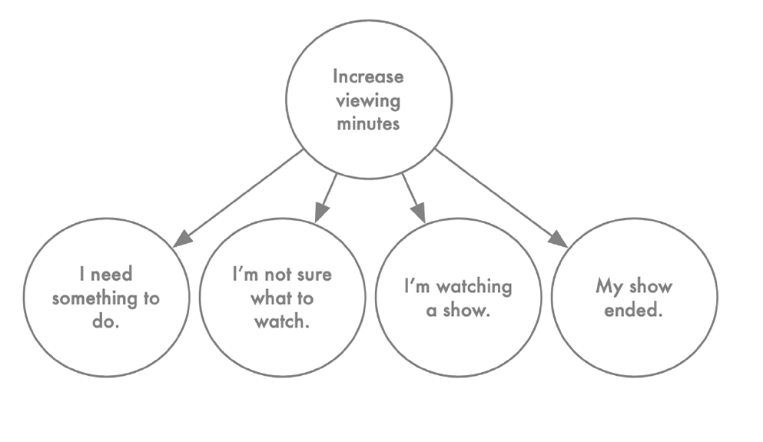 Increase
viewing
minutes
I need
something to
do.
I’m not sure
what to
watch.
I’m watching
a show.
My show
ended.